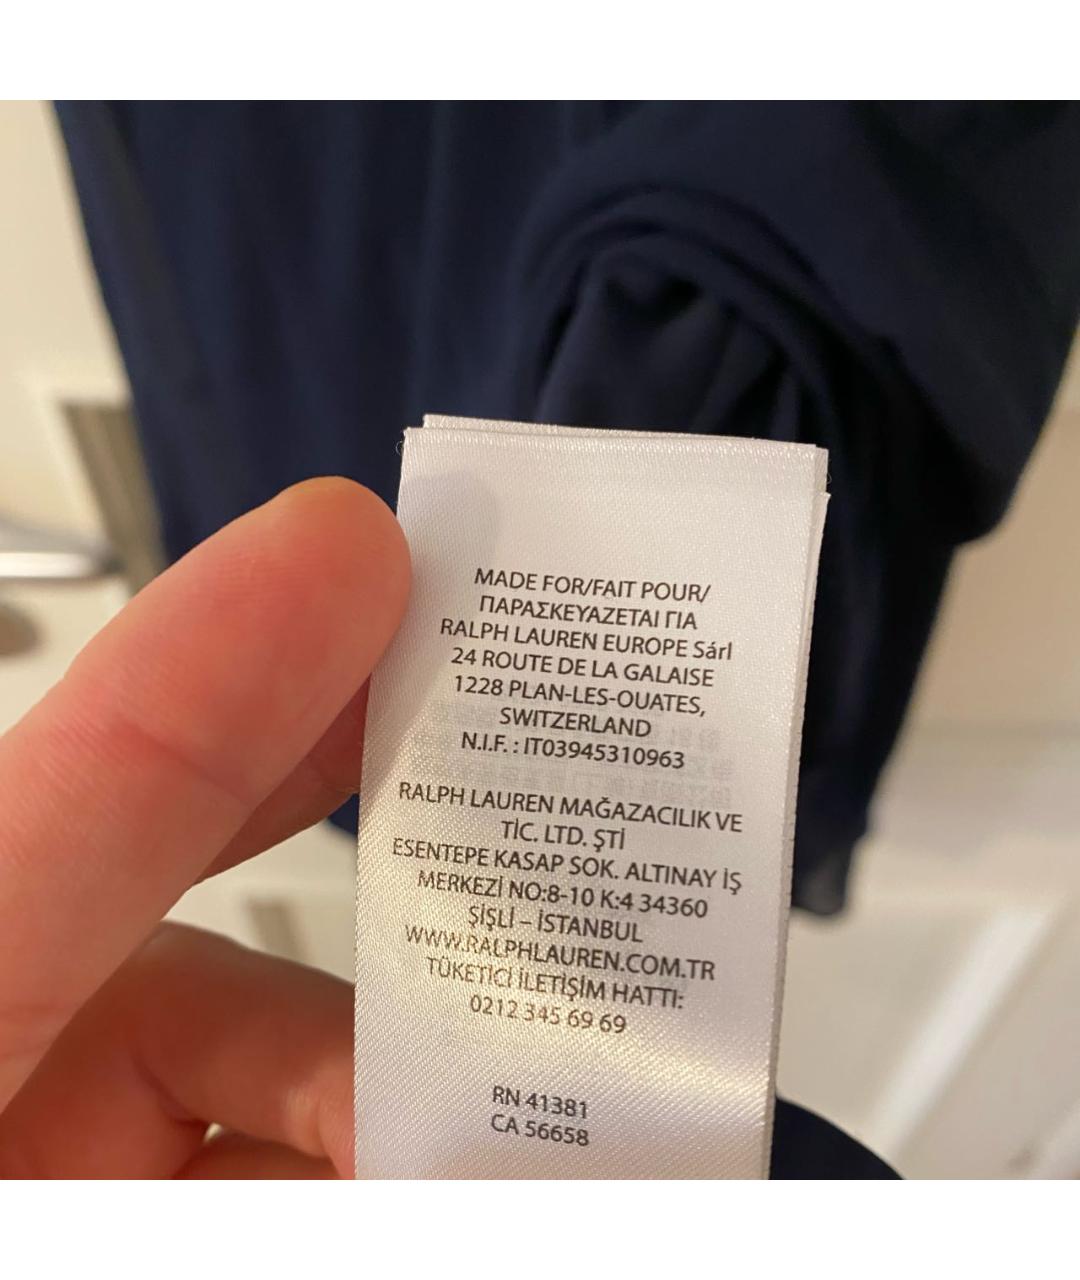 MADE FOR/FAIT POUR/
ΠΑΡΑΣΚΕΥΑΖΕΤΑΙ ΓΙΑ
RALPH LAUREN EUROPE Sárl
24 ROUTE DE LA GALAISE
1228 PLAN-LES-OUATES,
SWITZERLAND
N.I.F. : IT03945310963
RALPH LAUREN MAĞAZACILIK VE
TİC. LTD. ŞTİ
ESENTEPE KASAP SOK. ALTINAY İŞ
MERKEZİ NO:8-10 K:4 34360
ŞİŞLİ – İSTANBUL
WWW.RALPHLAUREN.COM.TR
TÜKETİCİ İLETİŞİM HATTI:
0212 345 69 69
RN 41381
CA 56658